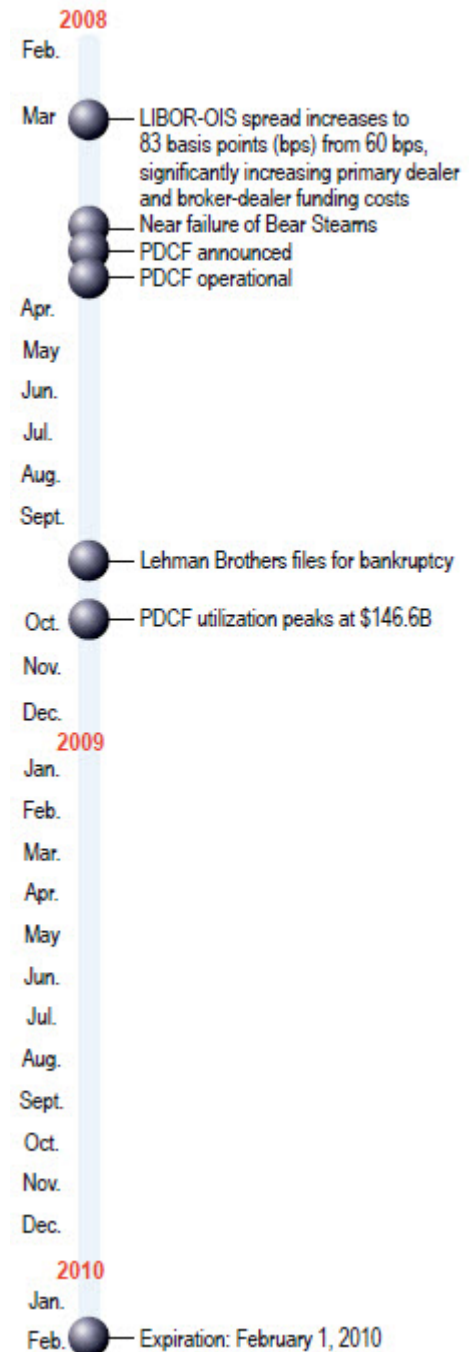 2008
Feb.
Mar
LIBOR-OIS spread increases to
83 basis points (bps) from 60 bps,
significantly increasing primary dealer
and broker-dealer funding costs
Near failure of Bear Stearns
PDCF announced
PDCF operational
Apr.
May
Jun.
Jul.
Aug.
Sept.
Lehman Brothers files for bankruptcy
Oct.
PDCF utilization peaks at $146.6B
Nov.
Dec.
2009
Jan.
Feb.
Mar.
Apr.
May
Jun.
Jul.
Aug.
Sept.
Oct.
Nov.
Dec.
2010
Jan.
Feb.
Expiration: February 1, 2010